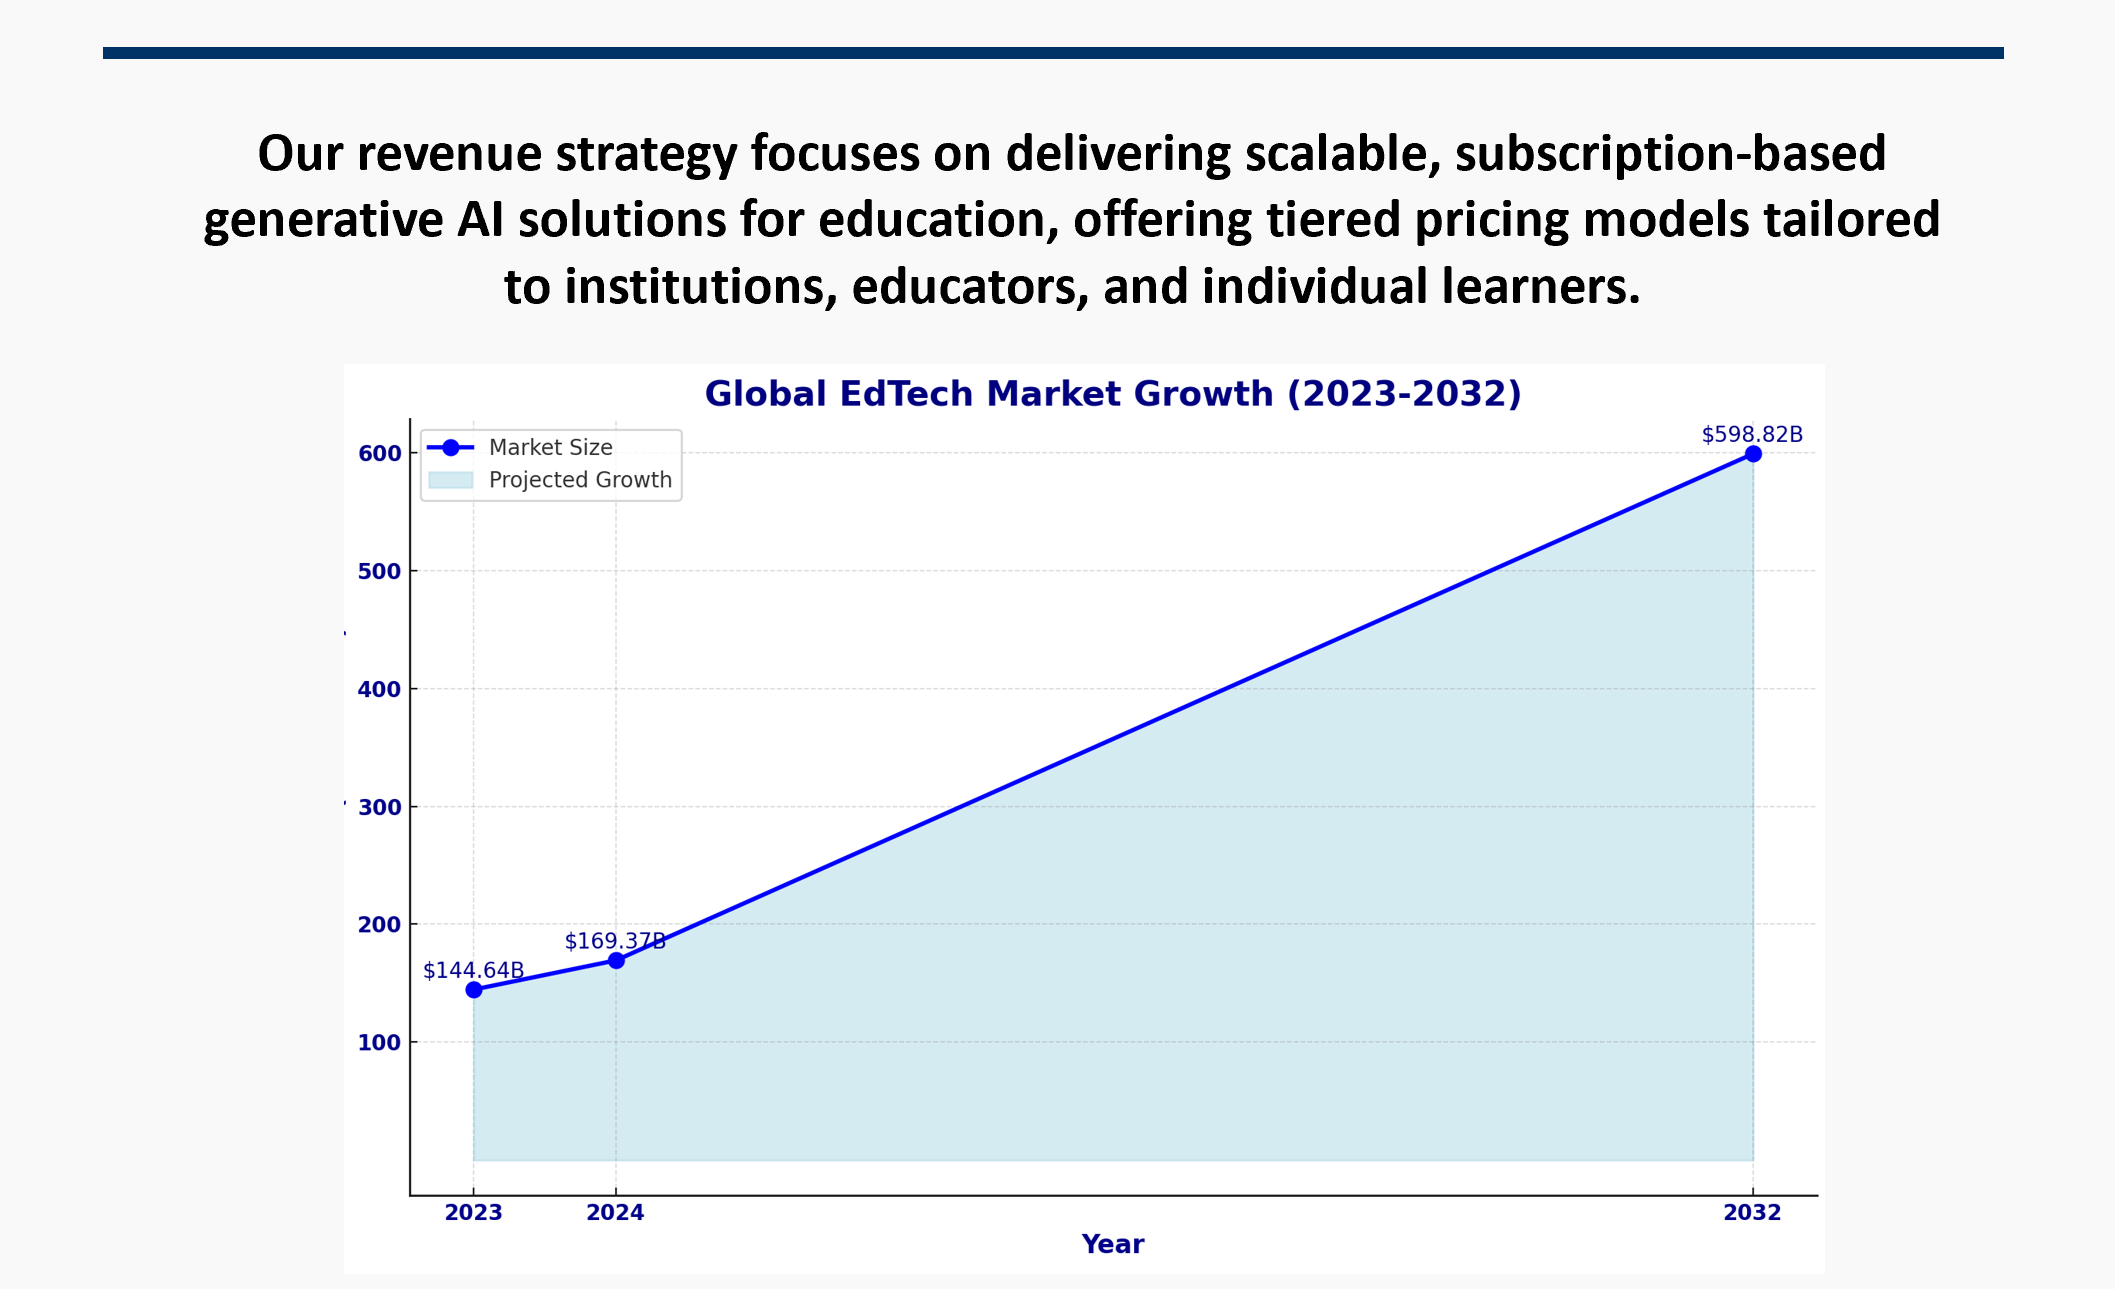 Our revenue strategy focuses on delivering scalable, subscription-based
generative AI solutions for education, offering tiered pricing models tailored
to institutions, educators, and individual learners.
Global EdTech Market Growth (2023-2032)
Market Size
Projected Growth
600
500
400
300
200
100
$144.64B
$169.37B
$598.82B
2023
2024
2032
Year